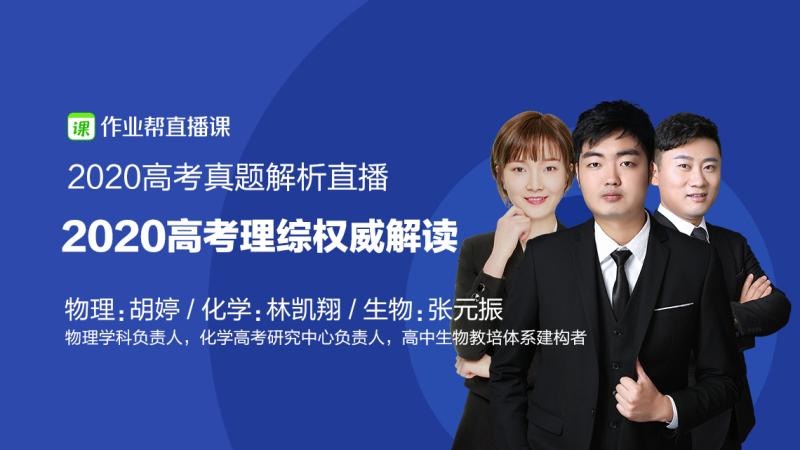 课 作业帮直播课
2020高考真题解析直播
2020高考理综权威解读
物理:胡婷 / 化学:林凯翔 / 生物:张元振
物理学科负责人，化学高考研究中心负责人，高中生物教培体系建构者